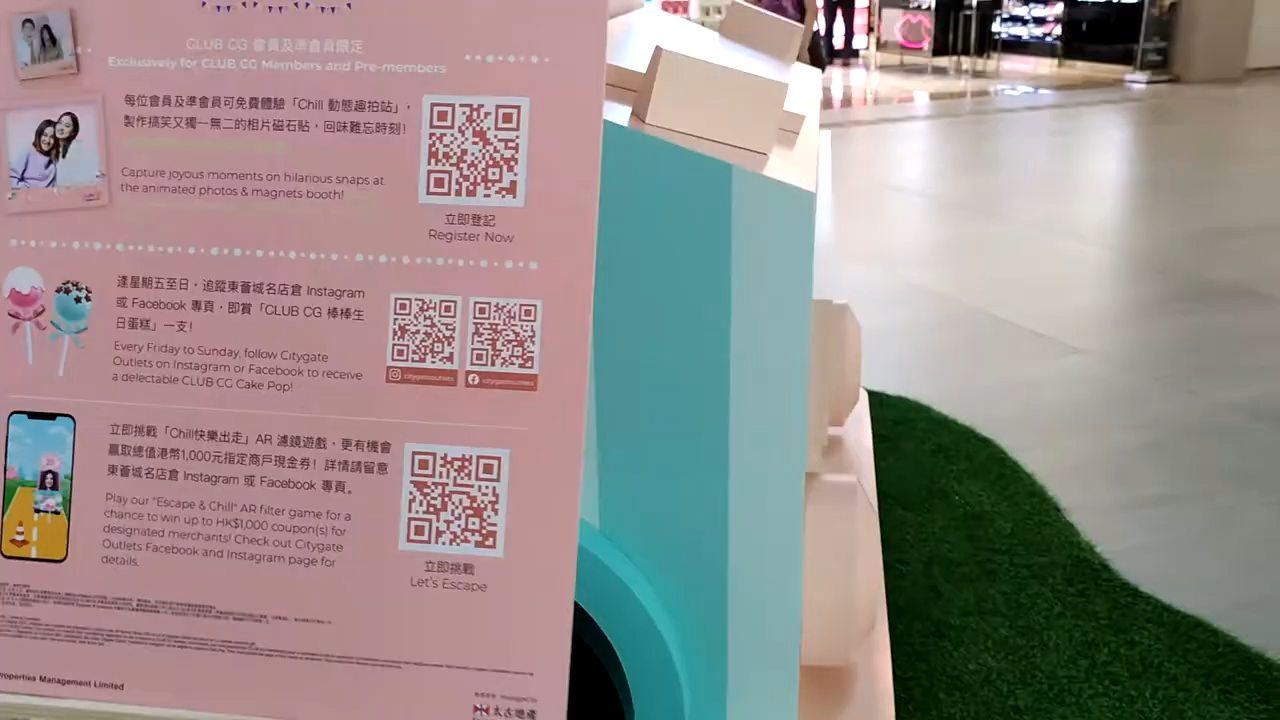 CLUB CG 會員及準會員限定
Exclusively for CLUB CG Members and Pre-members
每位會員及準會員可免費體驗「Chill 動態趣拍站」,
製作搞笑又獨一無二的相片磁石貼,回味難忘時刻!
Capture joyous moments on hilarious snaps at
the animated photos & magnets booth!
立即登記
Register Now
逢星期五至日,追蹤東薈城名店倉 Instagram
或 Facebook 專頁,即賞「CLUB CG 棒棒生
日蛋糕」一支!
Every Friday to Sunday, follow Citygate
Outlets on Instagram or Facebook to receive
a delectable CLUB CG Cake Pop!
citygateoutlets
citygateoutlets
立即挑戰「Chill快樂出走」AR 濾鏡遊戲,更有機會
贏取總值港幣1,000元指定商戶現金券!詳情請留意
東薈城名店倉 Instagram 或 Facebook 專頁。
Play our "Escape & Chill" AR filter game for a
chance to win up to HK$1,000 coupon(s) for
designated merchants! Check out Citygate
Outlets Facebook and Instagram page for
details.
立即挑戰
Let's Escape
Properties Management Limited
太古地產